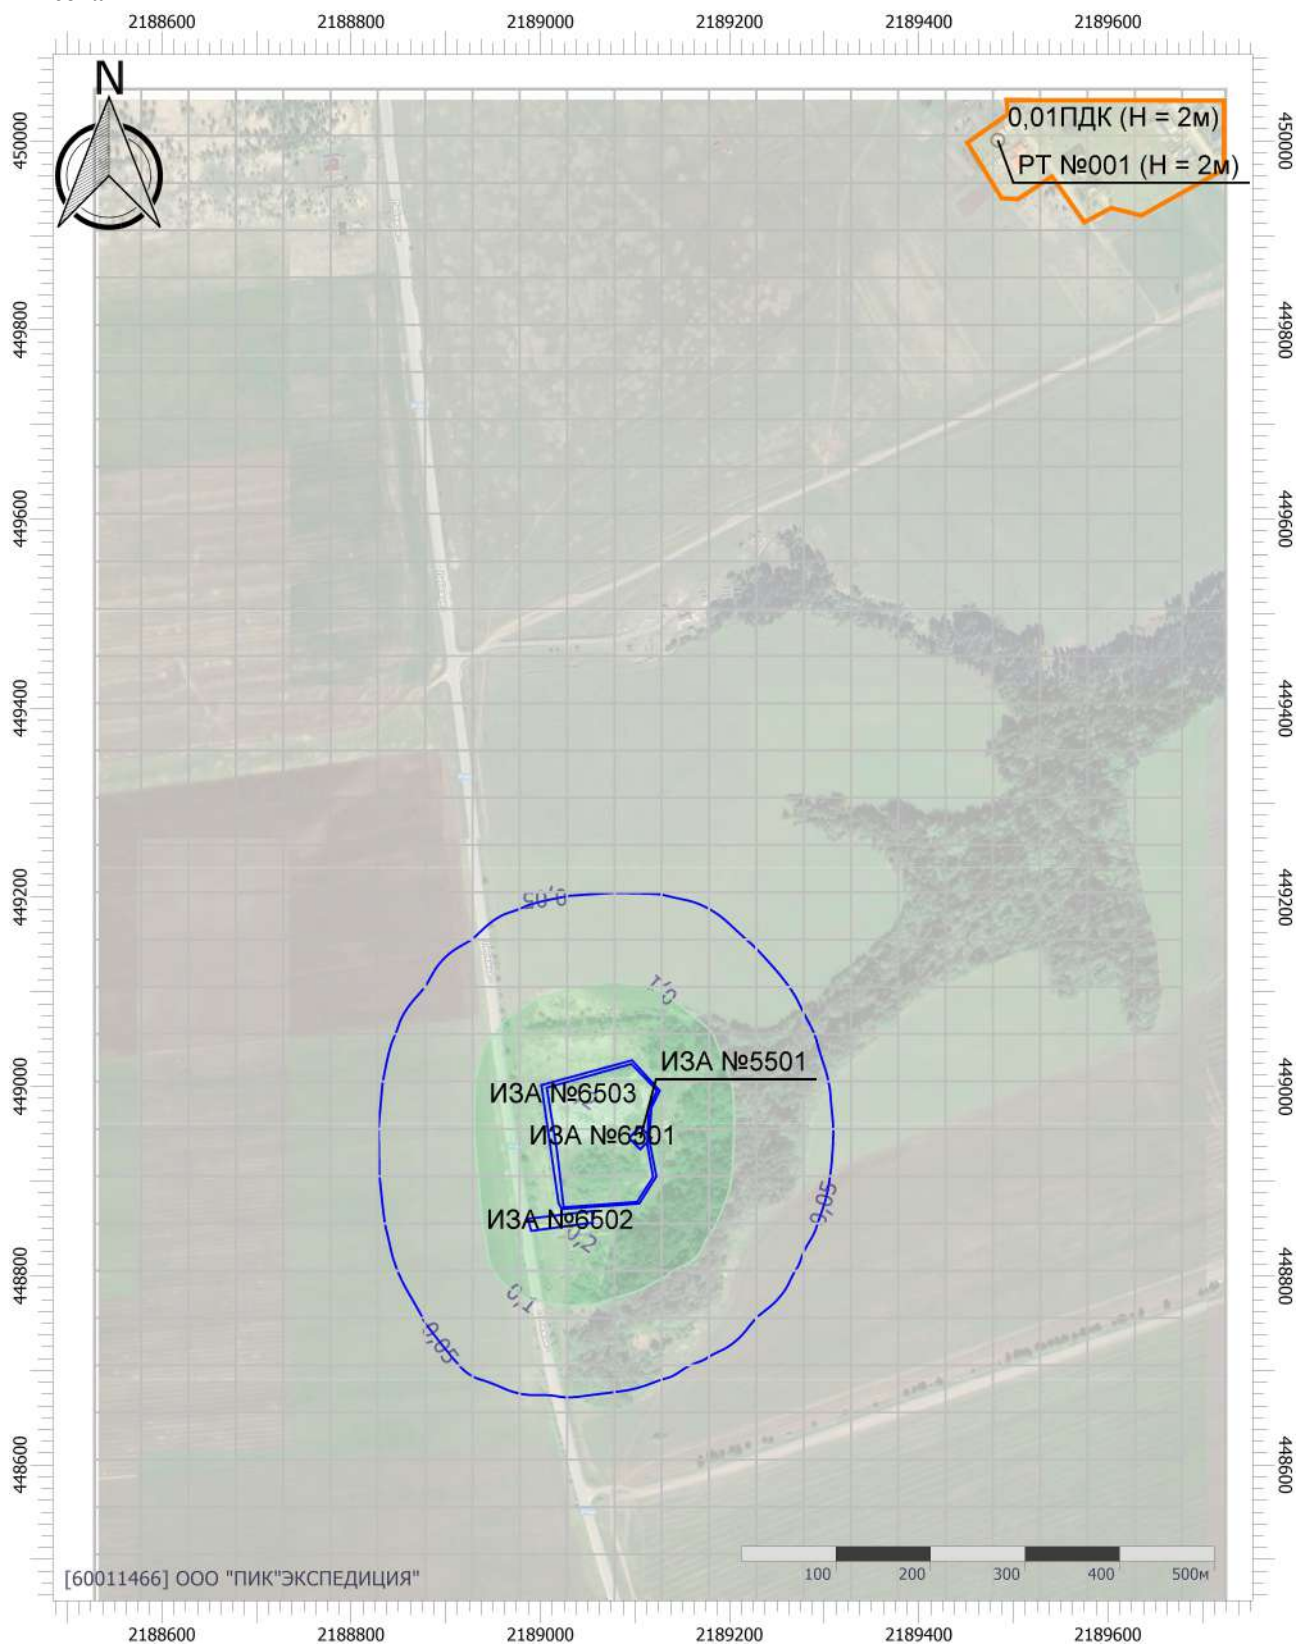 2188600 2188800 2189000 2189200 2189400 2189600
N
450000 450000
0,01ПДК (Н = 2м)
РТ №001 (Н = 2м)
449800 449800
449600 449600
449400 449400
449200 449200
0,05
0,1
ИЗА №5501
449000 449000
ИЗА №6503
ИЗА №6501
ИЗА №6502
0,2
0,05
448800 448800
0,1
0,05
448600 448600
100 200 300 400 500м
[60011466] ООО "ПИК"ЭКСПЕДИЦИЯ"
2188600 2188800 2189000 2189200 2189400 2189600